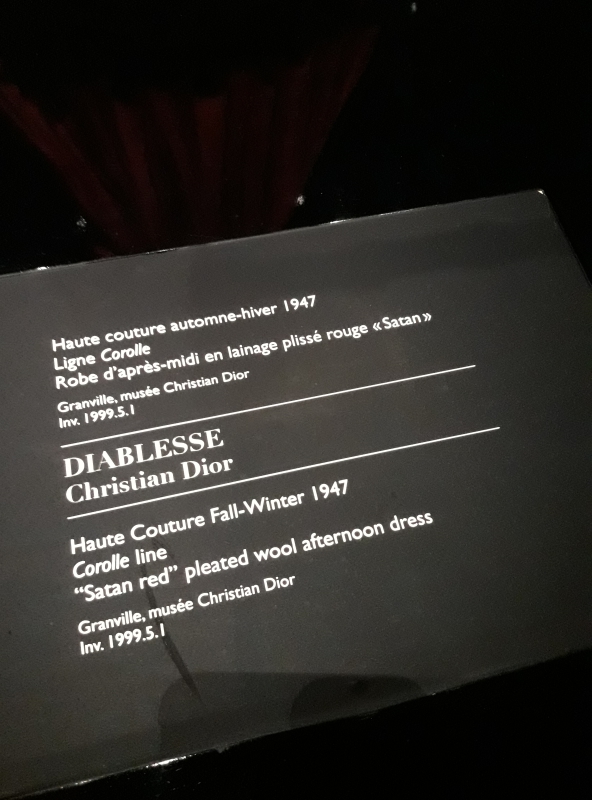 Haute couture automne-hiver 1947
Ligne Corolle
Robe d'après-midi en lainage plissé rouge «Satan»
Granville, musée Christian Dior
Inv. 1999.5.1
DIABLESSE
Christian Dior
Haute Couture Fall-Winter 1947
Corolle line
“Satan red” pleated wool afternoon dress
Granville, musée Christian Dior
Inv. 1999.5.1